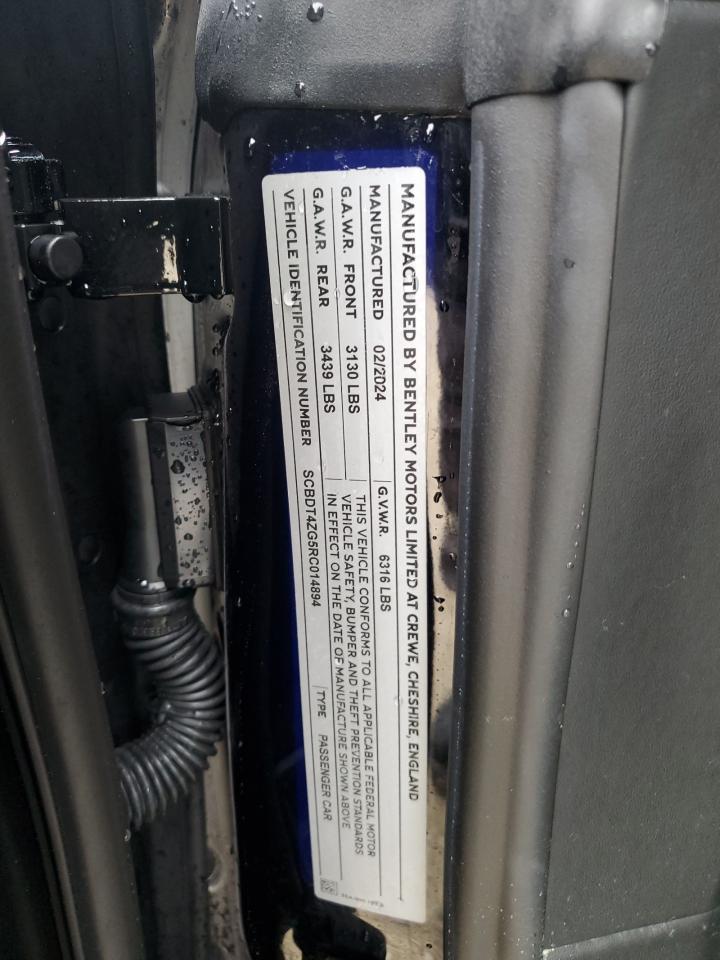 MANUFACTURED BY BENTLEY MOTORS LIMITED AT CREWE, CHESHIRE, ENGLAND
MANUFACTURED 02/2024 G.V.W.R. 6316 LBS
G.A.W.R. FRONT 3130 LBS
G.A.W.R. REAR 3439 LBS
THIS VEHICLE CONFORMS TO ALL APPLICABLE FEDERAL MOTOR
VEHICLE SAFETY, BUMPER AND THEFT PREVENTION STANDARDS
IN EFFECT ON THE DATE OF MANUFACTURE SHOWN ABOVE
VEHICLE IDENTIFICATION NUMBER SCBDT4ZG5RC014894 TYPE PASSENGER CAR